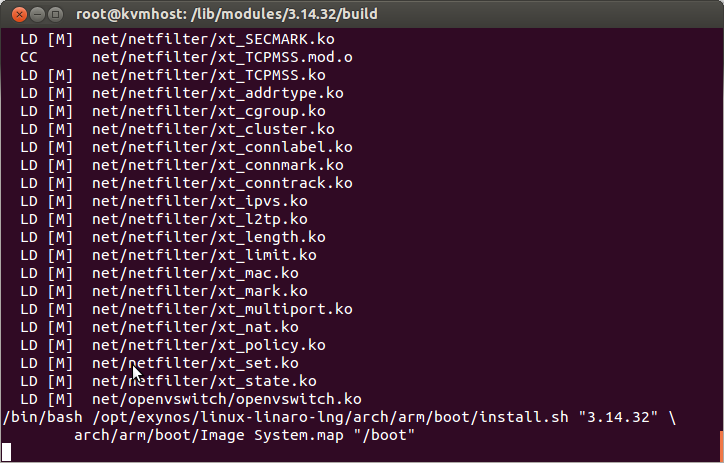 root@kvmhost: /lib/modules/3.14.32/build
LD [M] net/netfilter/xt_SECMARK.ko
CC net/netfilter/xt_TCPMSS.mod.o
LD [M] net/netfilter/xt_TCPMSS.ko
LD [M] net/netfilter/xt_addrtype.ko
LD [M] net/netfilter/xt_cgroup.ko
LD [M] net/netfilter/xt_cluster.ko
LD [M] net/netfilter/xt_connlabel.ko
LD [M] net/netfilter/xt_connmark.ko
LD [M] net/netfilter/xt_conntrack.ko
LD [M] net/netfilter/xt_ipvs.ko
LD [M] net/netfilter/xt_l2tp.ko
LD [M] net/netfilter/xt_length.ko
LD [M] net/netfilter/xt_limit.ko
LD [M] net/netfilter/xt_mac.ko
LD [M] net/netfilter/xt_mark.ko
LD [M] net/netfilter/xt_multiport.ko
LD [M] net/netfilter/xt_nat.ko
LD [M] net/netfilter/xt_policy.ko
LD [M] net/netfilter/xt_set.ko
LD [M] net/netfilter/xt_state.ko
LD [M] net/openvswitch/openvswitch.ko
/bin/bash /opt/exynos/linux-linaro-lng/arch/arm/boot/install.sh "3.14.32" \
arch/arm/boot/Image System.map "/boot"